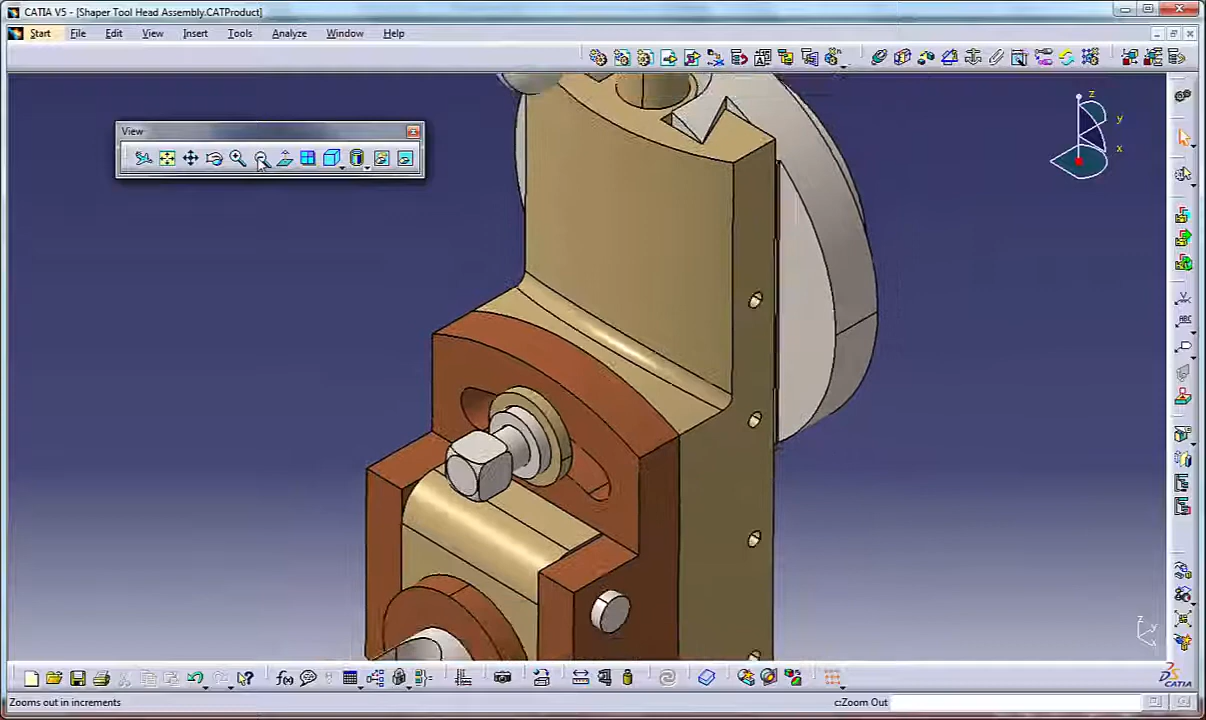 CATIA V5 - [Shaper Tool Head Assembly.CATProduct]
Start File Edit View Insert Tools Analyze Window Help
View
z
y
x
z
y
x
CATIA
Zooms out in increments
c:Zoom Out